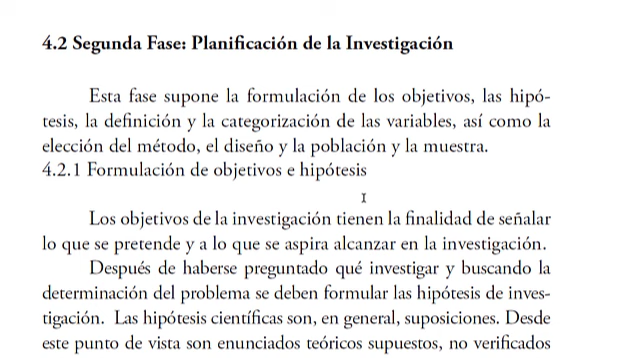 4.2 Segunda Fase: Planificación de la Investigación
Esta fase supone la formulación de los objetivos, las hipó-
tesis, la definición y la categorización de las variables, así como la
elección del método, el diseño y la población y la muestra.
4.2.1 Formulación de objetivos e hipótesis
Los objetivos de la investigación tienen la finalidad de señalar
lo que se pretende y a lo que se aspira alcanzar en la investigación.
Después de haberse preguntado qué investigar y buscando la
determinación del problema se deben formular las hipótesis de inves-
tigación. Las hipótesis científicas son, en general, suposiciones. Desde
este punto de vista son enunciados teóricos supuestos, no verificados